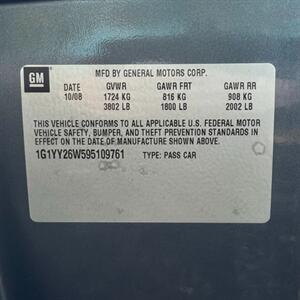 GM
MFD BY GENERAL MOTORS CORP.
DATE GVWR GAWR FRT GAWR RR
10/08 1724 KG 816 KG 908 KG
3802 LB 1800 LB 2002 LB
THIS VEHICLE CONFORMS TO ALL APPLICABLE U.S. FEDERAL MOTOR
VEHICLE SAFETY, BUMPER, AND THEFT PREVENTION STANDARDS IN
EFFECT ON THE DATE OF MANUFACTURE SHOWN ABOVE.
1G1YY26W595109761 TYPE: PASS CAR